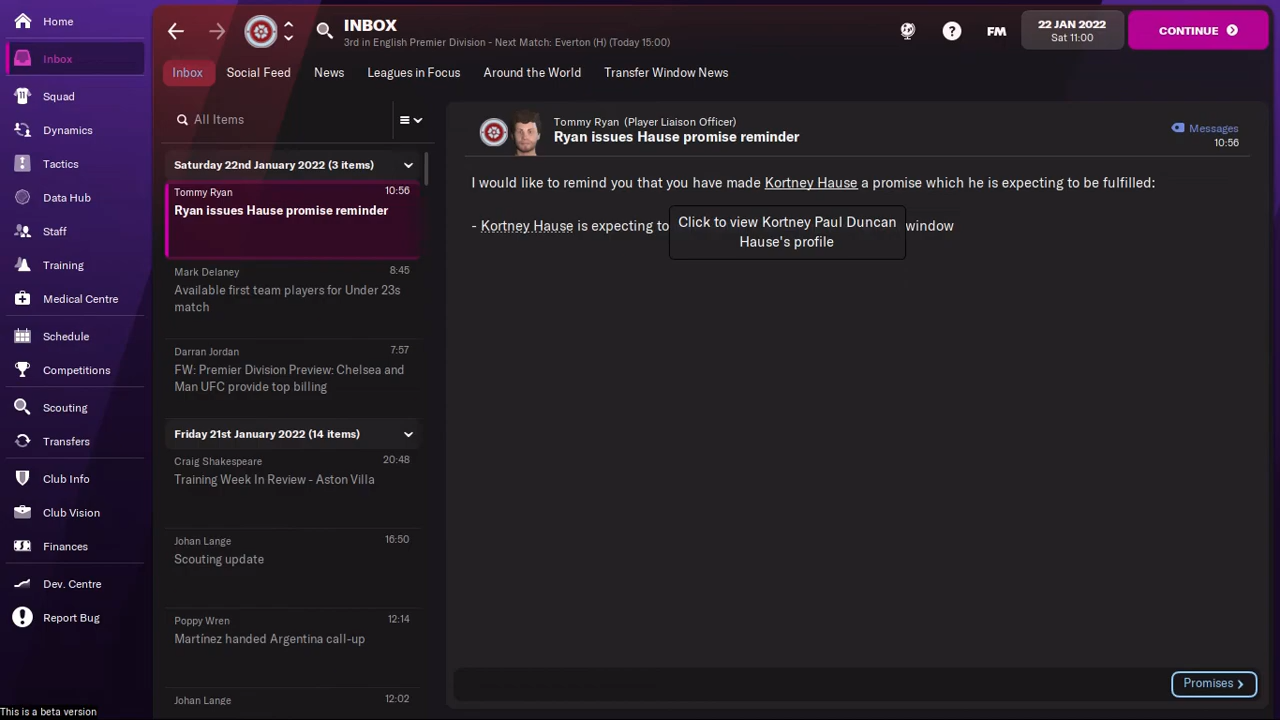 Home
Inbox
Squad
Dynamics
Tactics
Data Hub
Staff
Training
Medical Centre
Schedule
Competitions
Scouting
Transfers
Club Info
Club Vision
Finances
Dev. Centre
Report Bug
This is a beta version
INBOX
3rd in English Premier Division - Next Match: Everton (H) (Today 15:00)
?
FM
22 JAN 2022
Sat 11:00
CONTINUE
Inbox
Social Feed
News
Leagues in Focus
Around the World
Transfer Window News
All Items
Saturday 22nd January 2022 (3 items)
Tommy Ryan 10:56
Ryan issues Hause promise reminder
Mark Delaney 8:45
Available first team players for Under 23s
match
Darran Jordan 7:57
FW: Premier Division Preview: Chelsea and
Man UFC provide top billing
Friday 21st January 2022 (14 items)
Craig Shakespeare 20:48
Training Week In Review - Aston Villa
Johan Lange 16:50
Scouting update
Poppy Wren 12:14
Martínez handed Argentina call-up
Johan Lange 12:02
Tommy Ryan (Player Liaison Officer)
Ryan issues Hause promise reminder
Messages
10:56
I would like to remind you that you have made Kortney Hause a promise which he is expecting to be fulfilled:
- Kortney Hause is expecting to window
Click to view Kortney Paul Duncan
Hause's profile
Promises